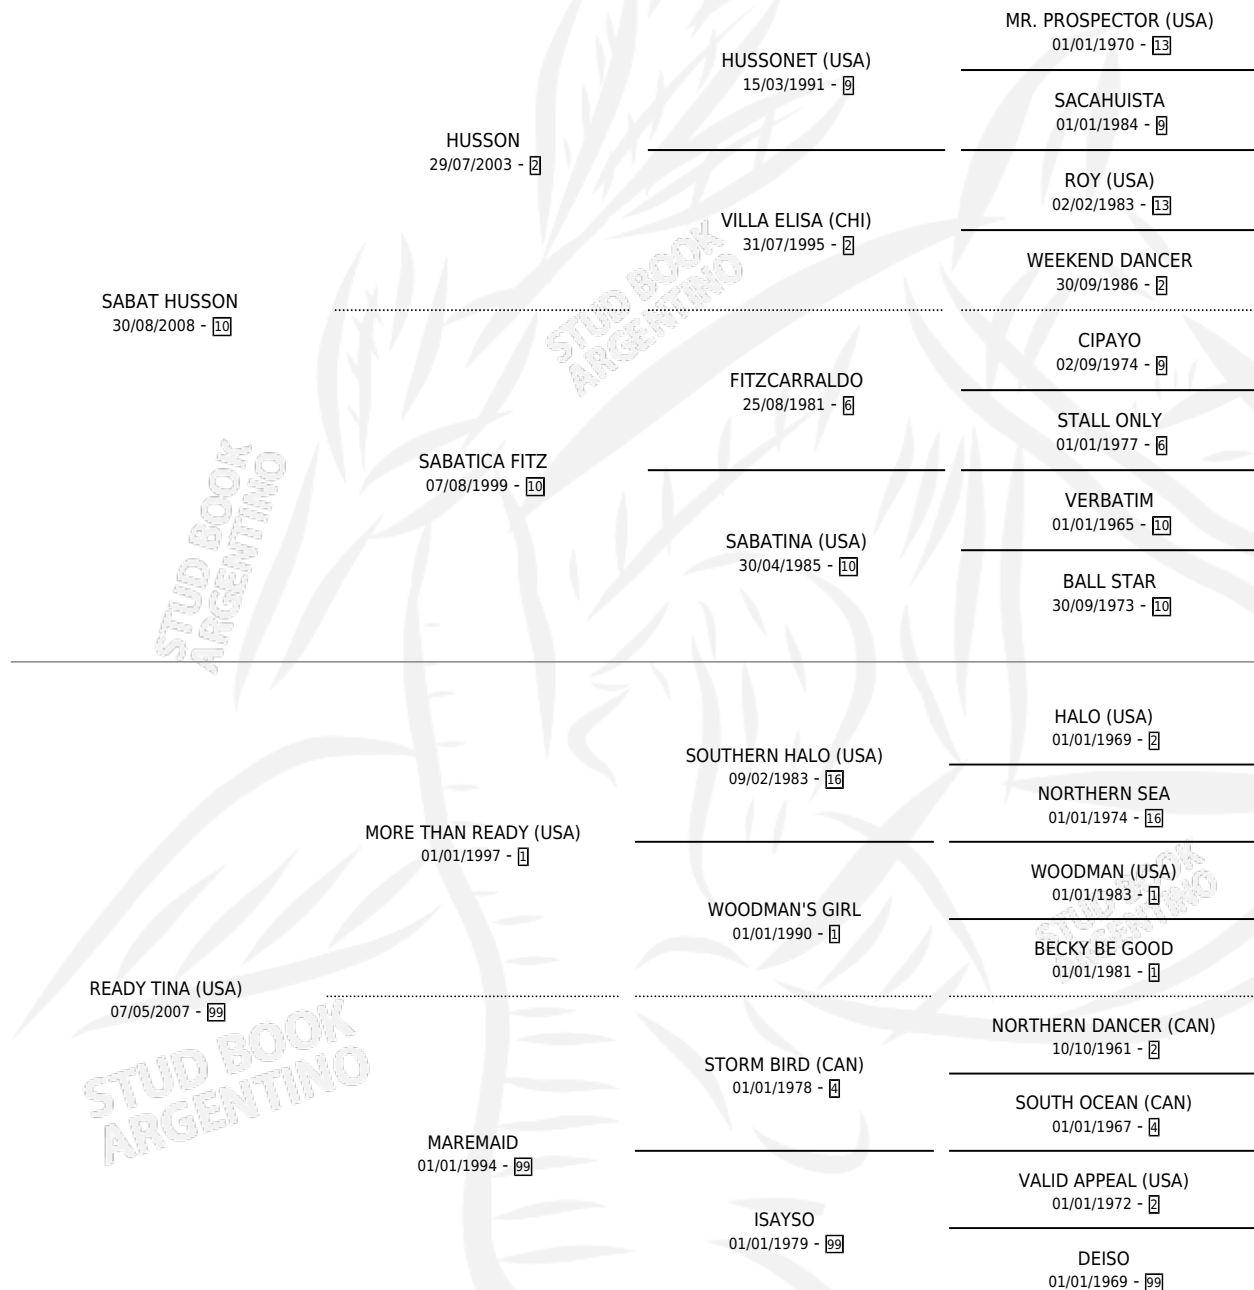 MR. PROSPECTOR (USA)
01/01/1970 - 13
HUSSONET (USA)
15/03/1991 - 9
SACAHUISTA
01/01/1984 - 9
HUSSON
29/07/2003 - 2
ROY (USA)
02/02/1983 - 13
VILLA ELISA (CHI)
31/07/1995 - 2
WEEKEND DANCER
30/09/1986 - 2
SABAT HUSSON
30/08/2008 - 10
STUD BOOK
ARGENTINO
CIPAYO
02/09/1974 - 9
FITZCARRALDO
25/08/1981 - 6
STALL ONLY
01/01/1977 - 6
SABATICA FITZ
07/08/1999 - 10
VERBATIM
01/01/1965 - 10
SABATINA (USA)
30/04/1985 - 10
BALL STAR
30/09/1973 - 10
STUD BOOK
ARGENTINO
HALO (USA)
01/01/1969 - 2
SOUTHERN HALO (USA)
09/02/1983 - 16
NORTHERN SEA
01/01/1974 - 16
MORE THAN READY (USA)
01/01/1997 - 1
WOODMAN (USA)
01/01/1983 - 1
WOODMAN'S GIRL
01/01/1990 - 1
STUD BOOK
ARGENTINO
BECKY BE GOOD
01/01/1981 - 1
READY TINA (USA)
07/05/2007 - 99
NORTHERN DANCER (CAN)
10/10/1961 - 2
STORM BIRD (CAN)
01/01/1978 - 4
STUD BOOK
ARGENTINO
SOUTH OCEAN (CAN)
01/01/1967 - 4
MAREMAID
01/01/1994 - 99
VALID APPEAL (USA)
01/01/1972 - 2
ISAYSO
01/01/1979 - 99
DEISO
01/01/1969 - 99